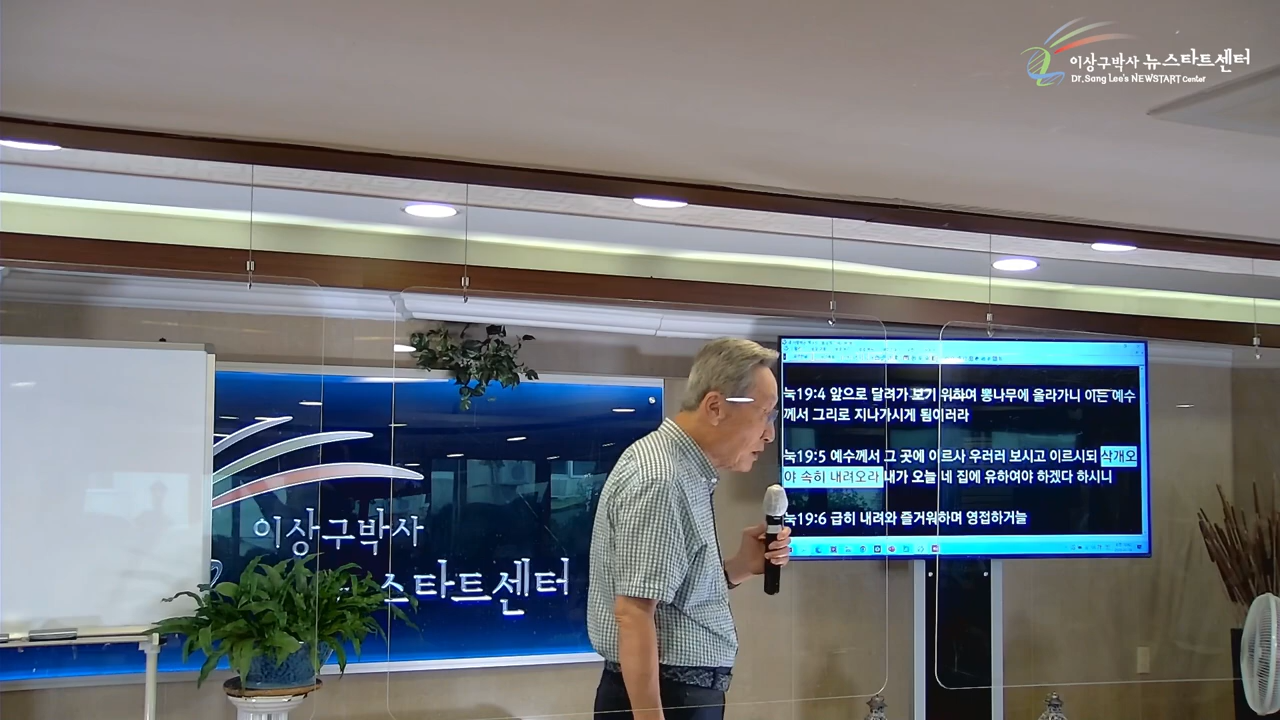 이상구박사 뉴스타트센터
Dr. Sang Lee's NEWSTART Center
눅19:4 앞으로 달려가 보기 위하여 뽕나무에 올라가니 이는 예수
께서 그리로 지나가시게 됨이러라
눅19:5 예수께서 그 곳에 이르사 우러러 보시고 이르시되 삭개오
야 속히 내려오라 내가 오늘 네 집에 유하여야 하겠다 하시니
눅19:6 급히 내려와 즐거워하며 영접하거늘
이상구박사
스타트센터